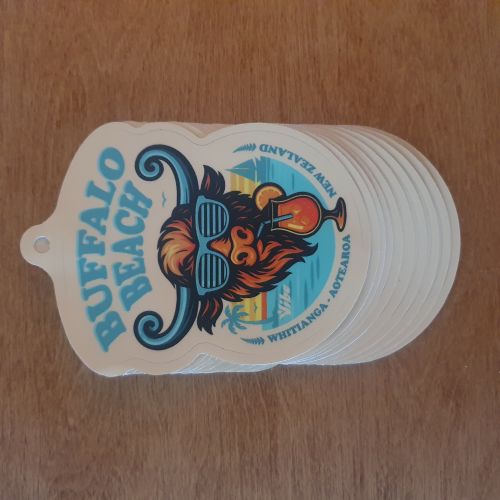 BUFFALO
BEACH
NEW ZEALAND
WHITIANGA - AOTEAROA